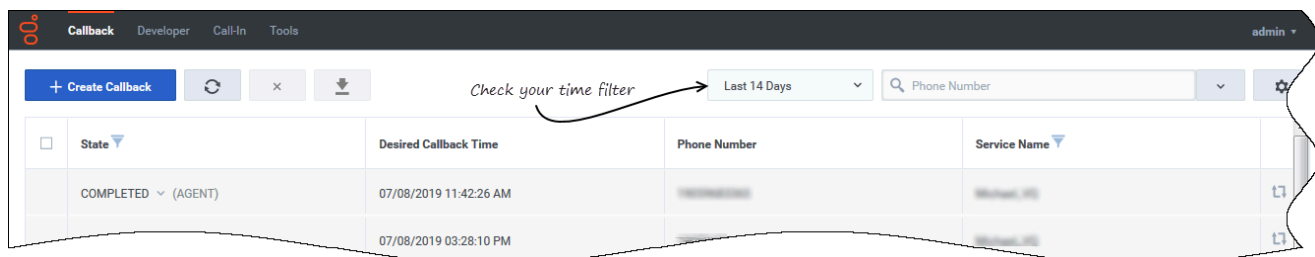 Callback Developer Call-In Tools admin
+ Create Callback Check your time filter Last 14 Days Phone Number
State Desired Callback Time Phone Number Service Name
COMPLETED (AGENT) 07/08/2019 11:42:26 AM
07/08/2019 03:28:10 PM